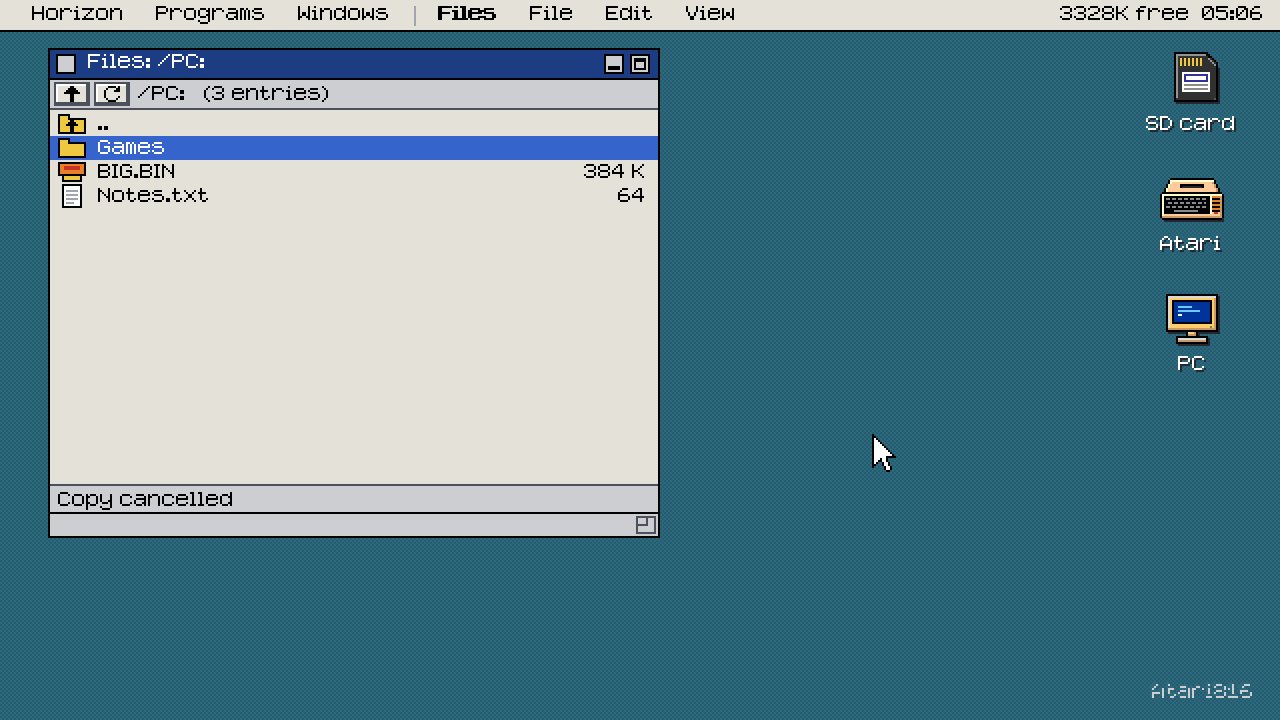 Horizon Programs Windows | Files File Edit View 3328K free 05:06
Files: /PC:
/PC: (3 entries)
..
Games
BIG.BIN 384 K
Notes.txt 64
Copy cancelled
SD card
Atari
PC
Atari816